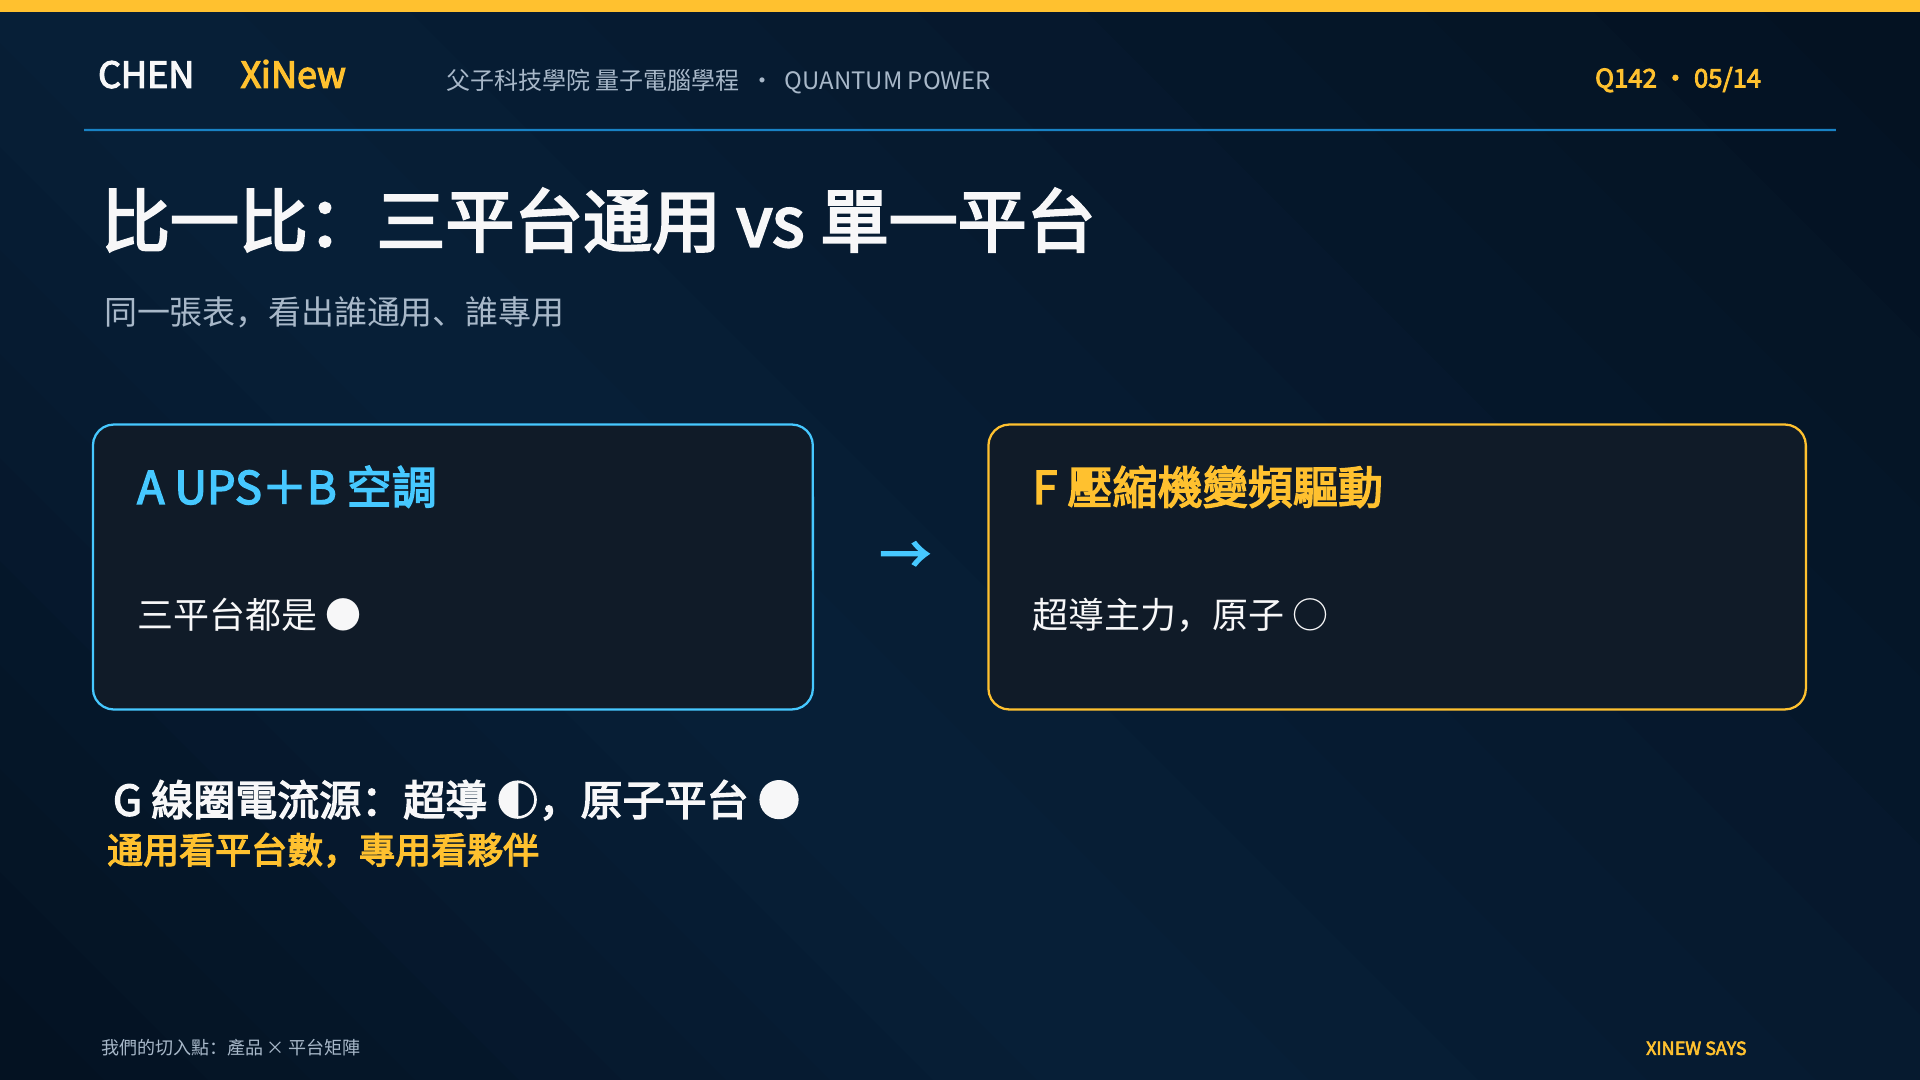 CHEN XiNew 父子科技學院 量子電腦學程 · QUANTUM POWER Q142 · 05/14
比一比：三平台通用 vs 單一平台
同一張表，看出誰通用、誰專用
A UPS＋B 空調
三平台都是 ●
→
F 壓縮機變頻驅動
超導主力，原子 ○
G 線圈電流源：超導 ◐，原子平台 ●
通用看平台數，專用看夥伴
我們的切入點：產品 × 平台矩陣
XINEW SAYS